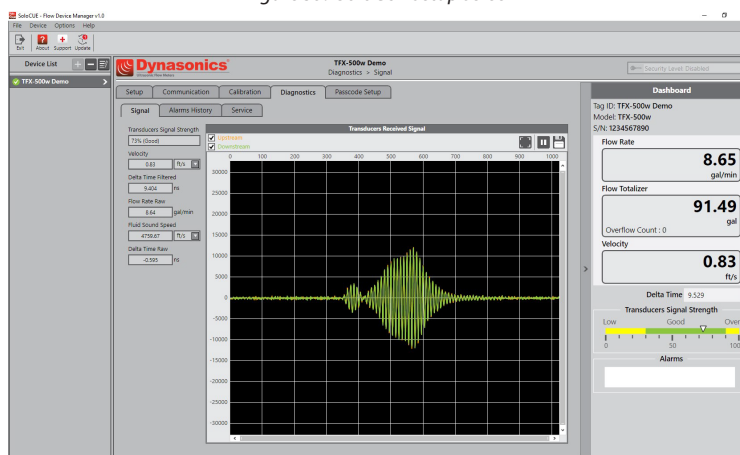 SoloCUE - Flow Device Manager v1.0
File Device Options Help
Exit About Support Update
Device List
TFX-500w Demo
Dynasonics
Ultrasonic Flow Meters
TFX-500w Demo
Diagnostics > Signal
Security Level: Disabled
Setup Communication Calibration Diagnostics Passcode Setup
Signal Alarms History Service
Transducers Signal Strength
73% (Good)
Velocity
0.83 ft/s
Delta Time Filtered
9.404 ns
Flow Rate Raw
8.64 gal/min
Fluid Sound Speed
4759.67 ft/s
Delta Time Raw
-0.595 ns
Transducers Received Signal
Upstream
Downstream
0 100 200 300 400 500 600 700 800 900 1000
30000
25000
20000
15000
10000
5000
0
-5000
-10000
-15000
-20000
-25000
-30000
Dashboard
Tag ID: TFX-500w Demo
Model: TFX-500w
S/N: 1234567890
Flow Rate
8.65
gal/min
Flow Totalizer
91.49
gal
Overflow Count : 0
Velocity
0.83
ft/s
Delta Time 9.529
Transducers Signal Strength
Low Good Over
0 50 100
Alarms